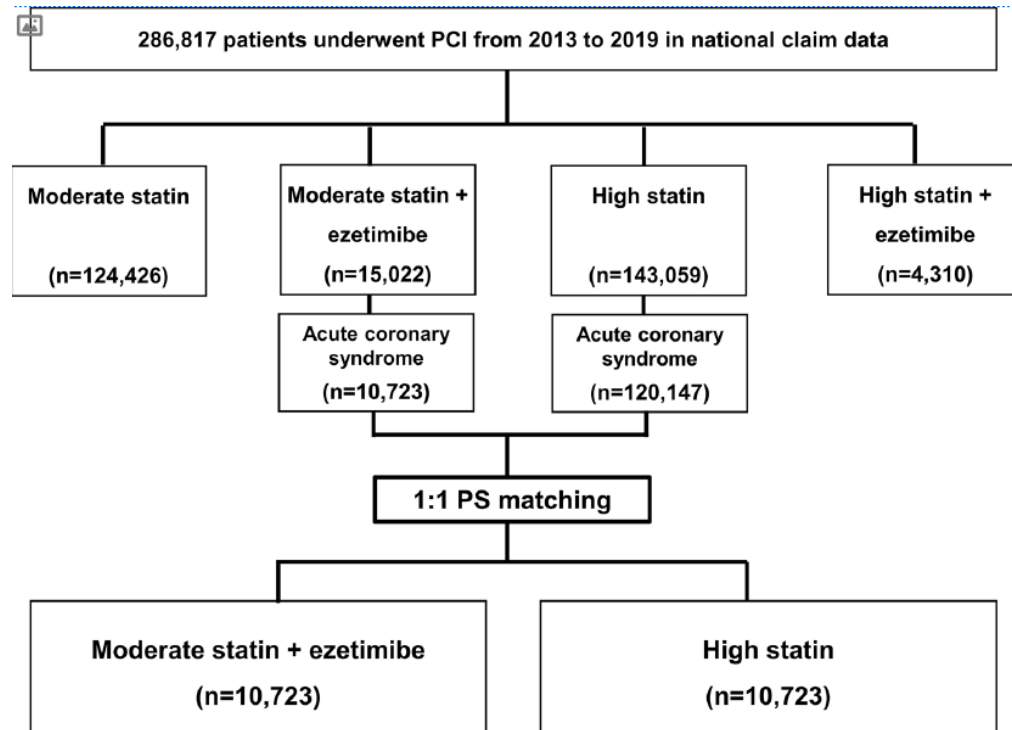 286,817 patients underwent PCI from 2013 to 2019 in national claim data
Moderate statin
(n=124,426)
Moderate statin +
ezetimibe
(n=15,022)
High statin
(n=143,059)
High statin +
ezetimibe
(n=4,310)
Acute coronary
syndrome
(n=10,723)
Acute coronary
syndrome
(n=120,147)
1:1 PS matching
Moderate statin + ezetimibe
(n=10,723)
High statin
(n=10,723)